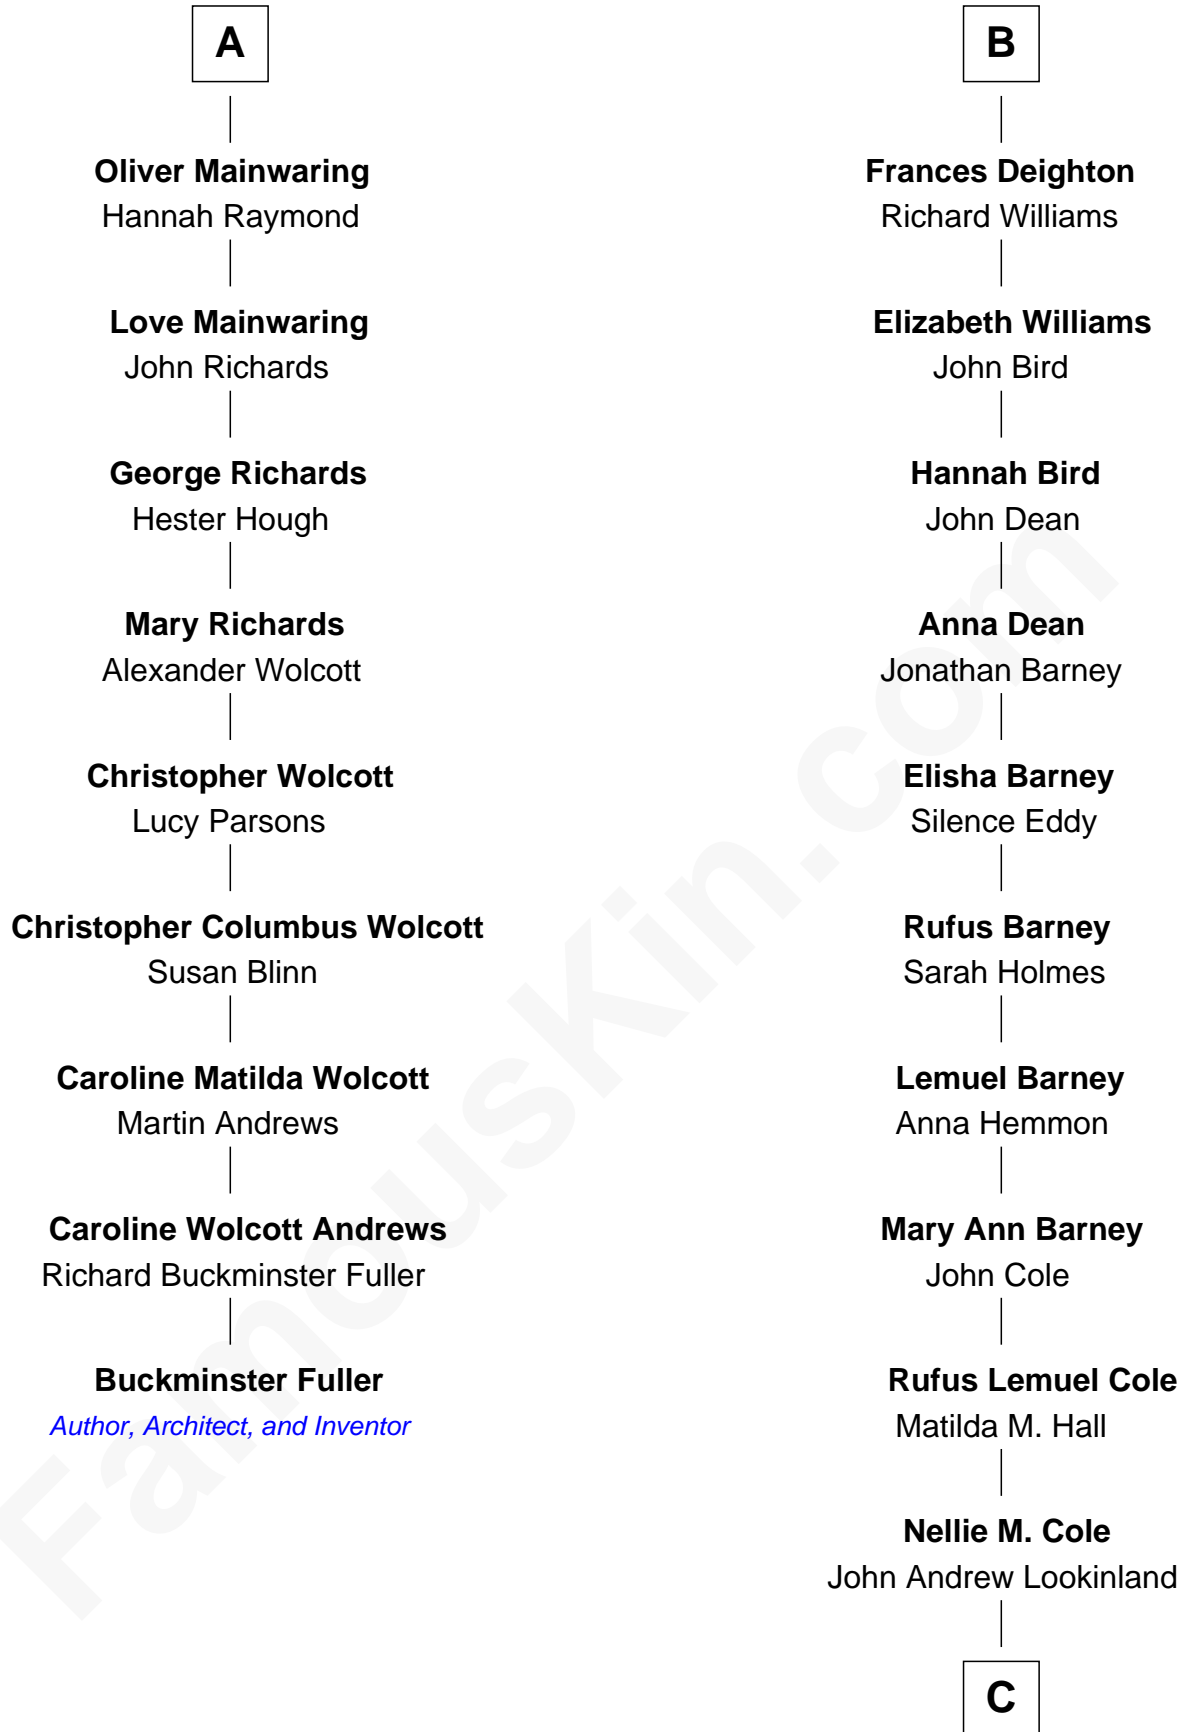 A
Oliver Mainwaring
Hannah Raymond
Love Mainwaring
John Richards
George Richards
Hester Hough
Mary Richards
Alexander Wolcott
Christopher Wolcott
Lucy Parsons
Christopher Columbus Wolcott
Susan Blinn
Caroline Matilda Wolcott
Martin Andrews
Caroline Wolcott Andrews
Richard Buckminster Fuller
Buckminster Fuller
Author, Architect, and Inventor
B
Frances Deighton
Richard Williams
Elizabeth Williams
John Bird
Hannah Bird
John Dean
Anna Dean
Jonathan Barney
Elisha Barney
Silence Eddy
Rufus Barney
Sarah Holmes
Lemuel Barney
Anna Hemmon
Mary Ann Barney
John Cole
Rufus Lemuel Cole
Matilda M. Hall
Nellie M. Cole
John Andrew Lookinland
C
FamousKin.com